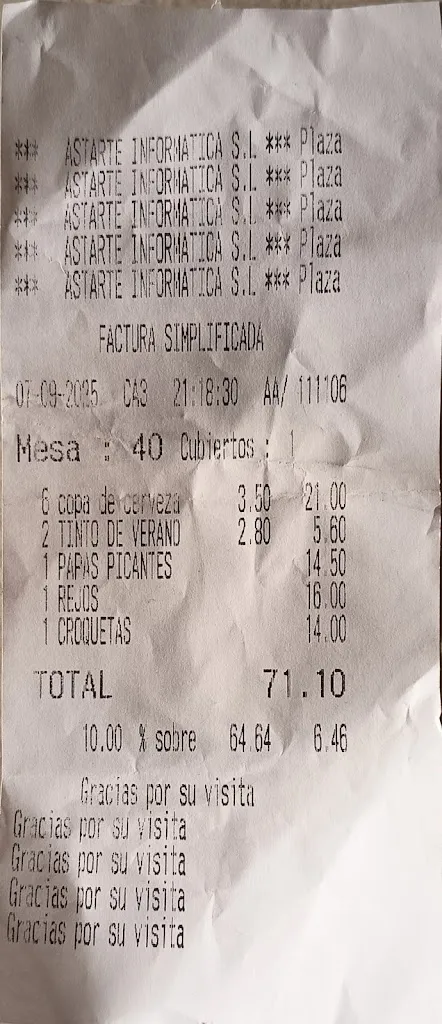 *** ASTARTE INFORMATICA S.L *** Plaza
*** ASTARTE INFORMATICA S.L *** Plaza
*** ASTARTE INFORMATICA S.L *** Plaza
*** ASTARTE INFORMATICA S.L *** Plaza
*** ASTARTE INFORMATICA S.L *** Plaza
FACTURA SIMPLIFICADA
07-09-2025 CA3 21:18:30 AA/ 111106
Mesa : 40 Cubiertos : 1
6 copa de cerveza 3.50 21.00
2 TINTO DE VERANO 2.80 5.60
1 PAPAS PICANTES 14.50
1 REJOS 16.00
1 CROQUETAS 14.00
TOTAL 71.10
10.00 % sobre 64.64 6.46
Gracias por su visita
Gracias por su visita
Gracias por su visita
Gracias por su visita
Gracias por su visita